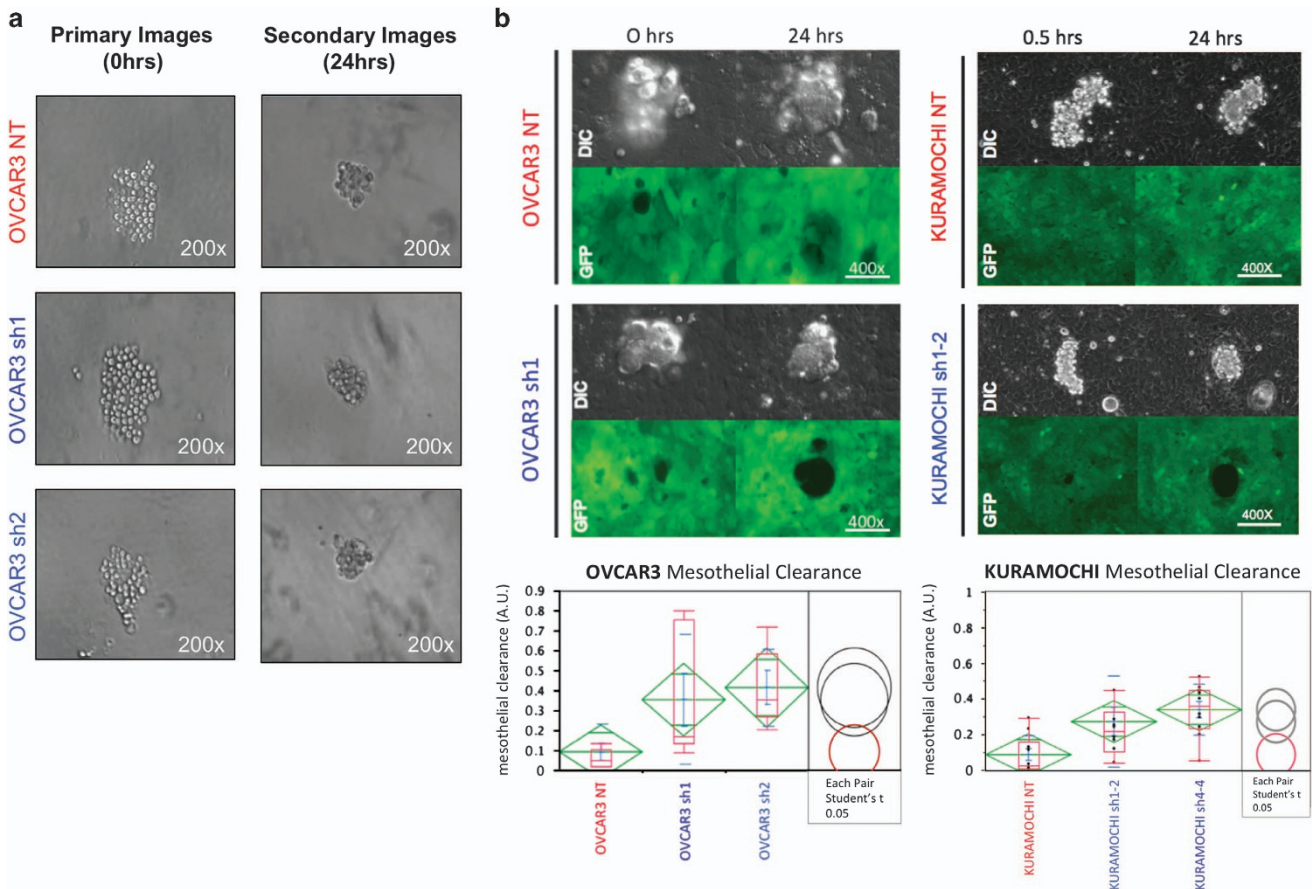 a
Primary Images
(0hrs)
Secondary Images
(24hrs)
OVCAR3 NT
200x
200x
OVCAR3 sh1
200x
200x
OVCAR3 sh2
200x
200x
b
O hrs
24 hrs
OVCAR3 NT
DIC
GFP
400x
OVCAR3 sh1
DIC
GFP
400x
0.5 hrs
24 hrs
KURAMOCHI NT
DIC
GFP
400X
KURAMOCHI sh1-2
DIC
GFP
400X
OVCAR3 Mesothelial Clearance
mesothelial clearance (A.U.)
0.9
0.8
0.7
0.6
0.5
0.4
0.3
0.2
0.1
0
OVCAR3 NT
OVCAR3 sh1
OVCAR3 sh2
Each Pair
Student's t
0.05
KURAMOCHI Mesothelial Clearance
mesothelial clearance (A.U.)
1
0.8
0.6
0.4
0.2
0
KURAMOCHI NT
KURAMOCHI sh1-2
KURAMOCHI sh4-4
Each Pair
Student's t
0.05